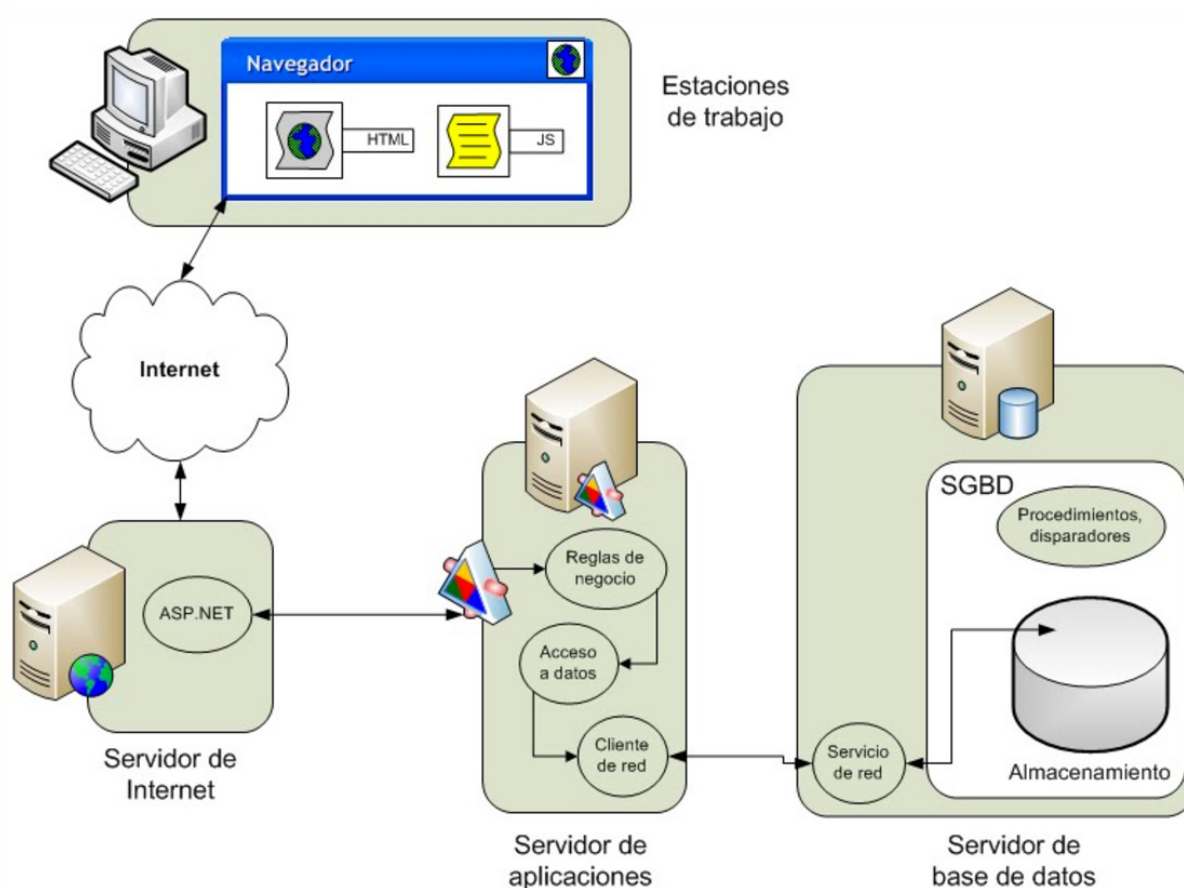 Navegador
HTML
JS
Estaciones
de trabajo
Internet
ASP.NET
Servidor de
Internet
Reglas de
negocio
Acceso
a datos
Cliente
de red
Servidor de
aplicaciones
SGBD
Procedimientos,
disparadores
Servicio
de red
Almacenamiento
Servidor de
base de datos